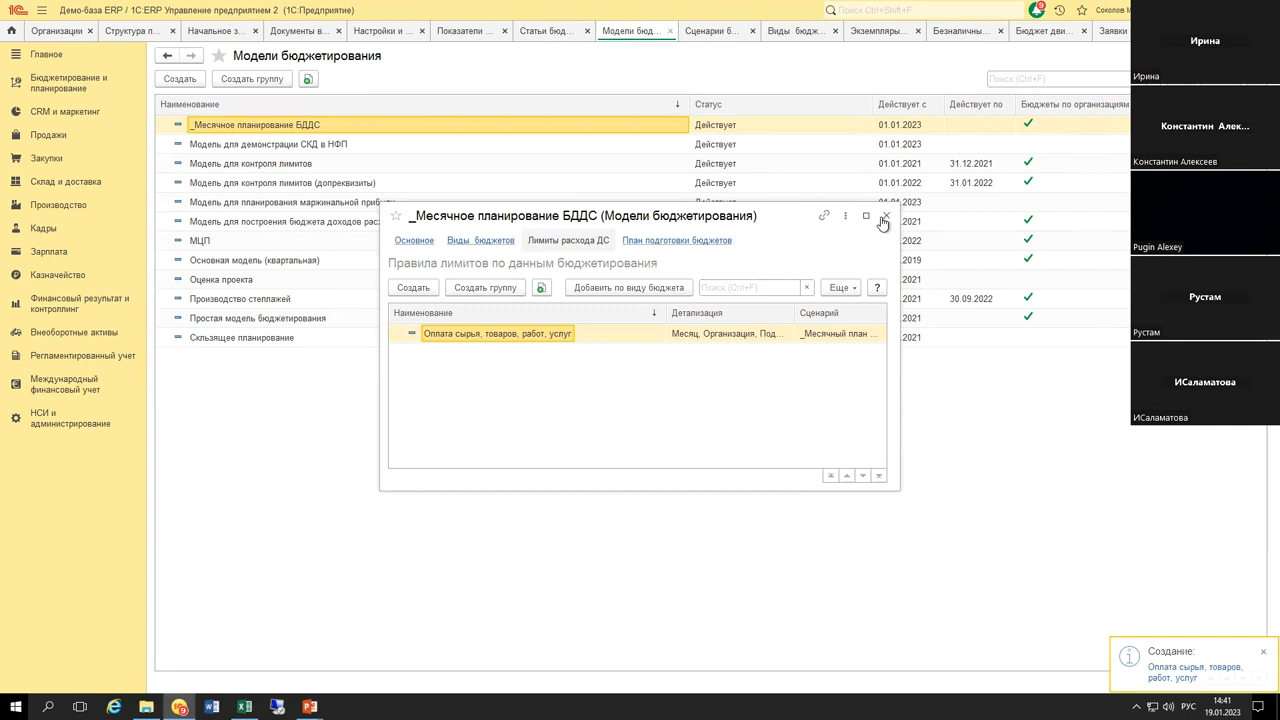 Демо-база ERP / 1С:ERP Управление предприятием 2 (1С:Предприятие)
Поиск Ctrl+Shift+F
9
Соколов М
Организации ×
Структура п... ×
Начальное з... ×
Документы в... ×
Настройки и ... ×
Показатели ... ×
Статьи бюд... ×
Модели бюд... ×
Сценарии б... ×
Виды бюдж... ×
Экземпляры... ×
Безналичны... ×
Бюджет дви... ×
Заявки
Главное
Бюджетирование и
планирование
CRM и маркетинг
Продажи
Закупки
Склад и доставка
Производство
Кадры
Зарплата
Казначейство
Финансовый результат и
контроллинг
Внеоборотные активы
Регламентированный учет
Международный
финансовый учет
НСИ и
администрирование
Модели бюджетирования
Создать
Создать группу
Поиск (Ctrl+F)
Наименование ↓ Статус Действует с Действует по Бюджеты по организациям
_Месячное планирование БДДС Действует 01.01.2023
Модель для демонстрации СКД в НФП Действует 01.01.2023
Модель для контроля лимитов Действует 01.01.2021 31.12.2021
Модель для контроля лимитов (допреквизиты) Действует 01.01.2022 31.01.2022
Модель для планирования маржинальной приб
Модель для построения бюджета доходов рас
МЦП
Основная модель (квартальная)
Оценка проекта
Производство стеллажей 30.09.2022
Простая модель бюджетирования
Скользящее планирование
_Месячное планирование БДДС (Модели бюджетирования)
Основное
Виды бюджетов
Лимиты расхода ДС
План подготовки бюджетов
Правила лимитов по данным бюджетирования
Создать
Создать группу
Добавить по виду бюджета
Поиск (Ctrl+F) ×
Еще
?
Наименование ↓ Детализация Сценарий
Оплата сырья, товаров, работ, услуг Месяц, Организация, Под... _Месячный план ...
Ирина
Ирина
Константин Алек...
Константин Алексеев
Pugin Alexey
Рустам
Рустам
ИСаламатова
ИСаламатова
Создание:
Оплата сырья, товаров,
работ, услуг
РУС
14:41
19.01.2023